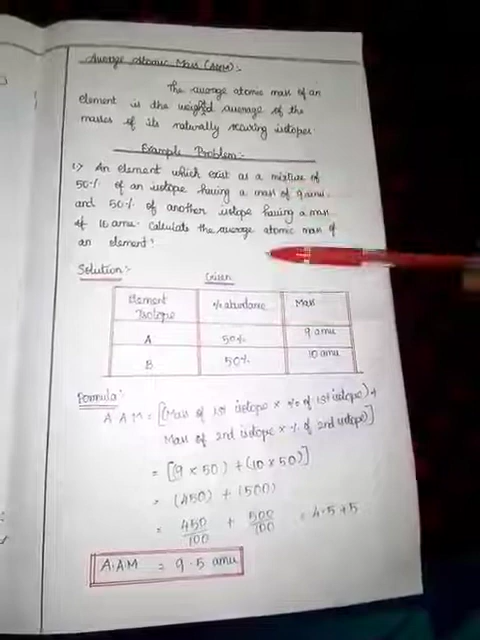 Average Atomic Mass (AAM):-
The average atomic mass of an
element is the weighted average of the
masses of its naturally occuring isotopes.
Example Problem:-
1) An element which exist as a mixture of
50% of an isotope having a mass of 9 amu.
and 50% of another isotope having a mass
of 10 amu. Calculate the average atomic mass of
an element?
Solution:-
Given
Element Isotope | % abundance | Mass
A | 50% | 9 amu
B | 50% | 10 amu
Formula:
A A M = [(Mass of 1st isotope × % of 1st isotope) +
Mass of 2nd isotope × % of 2nd isotope)]
= [(9 × 50) + (10 × 50)]
= (450) + (500)
= 450/100 + 500/100 = 4.5 + 5
A.A.M = 9.5 amu